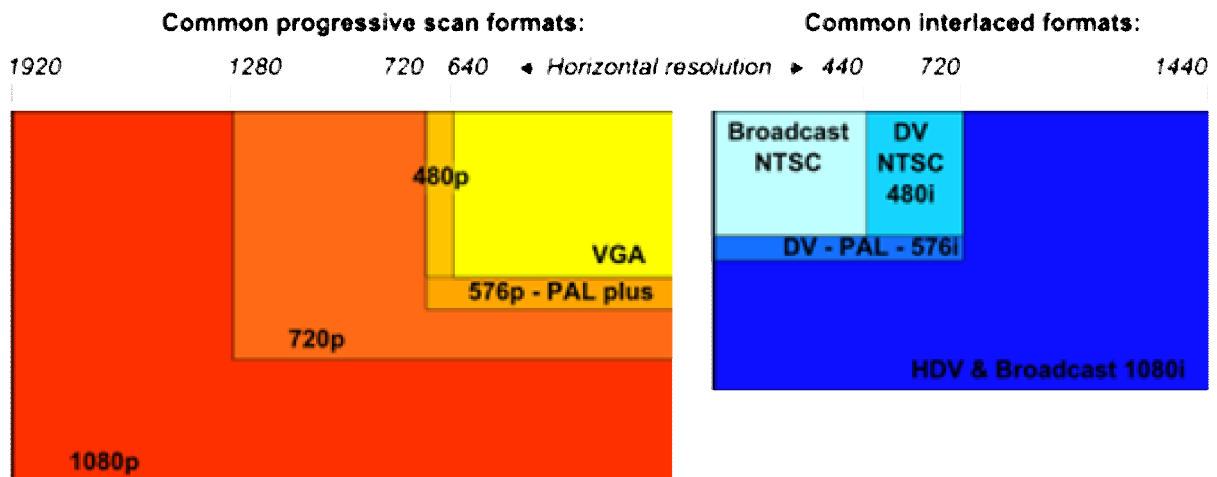 Common progressive scan formats:
Common interlaced formats:
1920 1280 720 640 ◄ Horizontal resolution ► 440 720 1440
Broadcast
NTSC
DV
NTSC
480i
480p
DV - PAL - 576i
VGA
576p - PAL plus
720p
HDV & Broadcast 1080i
1080p